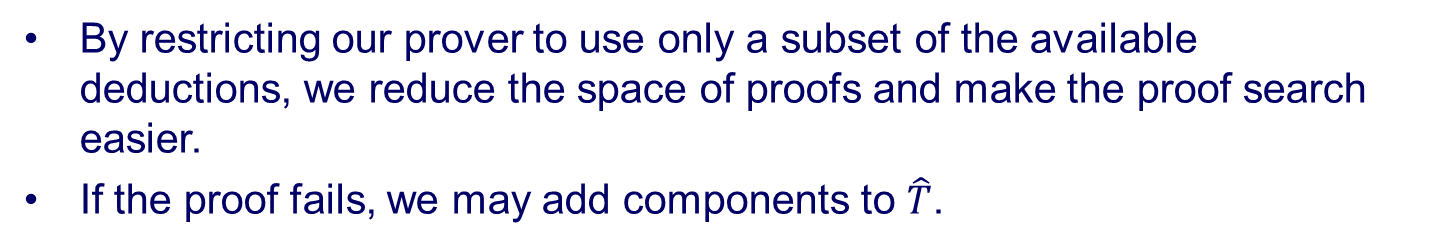 • By restricting our prover to use only a subset of the available
deductions, we reduce the space of proofs and make the proof search
easier.
• If the proof fails, we may add components to T̂.